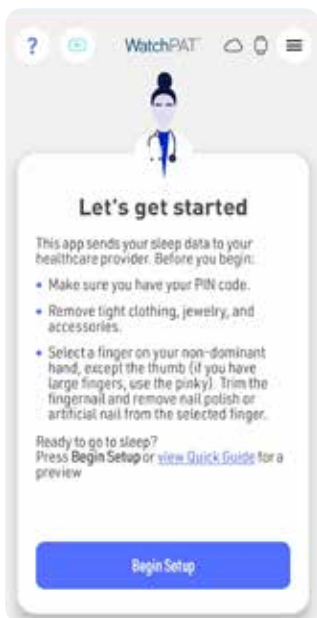 ?
WatchPAT™
Let's get started
This app sends your sleep data to your
healthcare provider. Before you begin:
• Make sure you have your PIN code.
• Remove tight clothing, jewelry, and
accessories.
• Select a finger on your non-dominant
hand, except the thumb (if you have
large fingers, use the pinky). Trim the
fingernail and remove nail polish or
artificial nail from the selected finger.
Ready to go to sleep?
Press Begin Setup or view Quick Guide for a
preview
Begin Setup